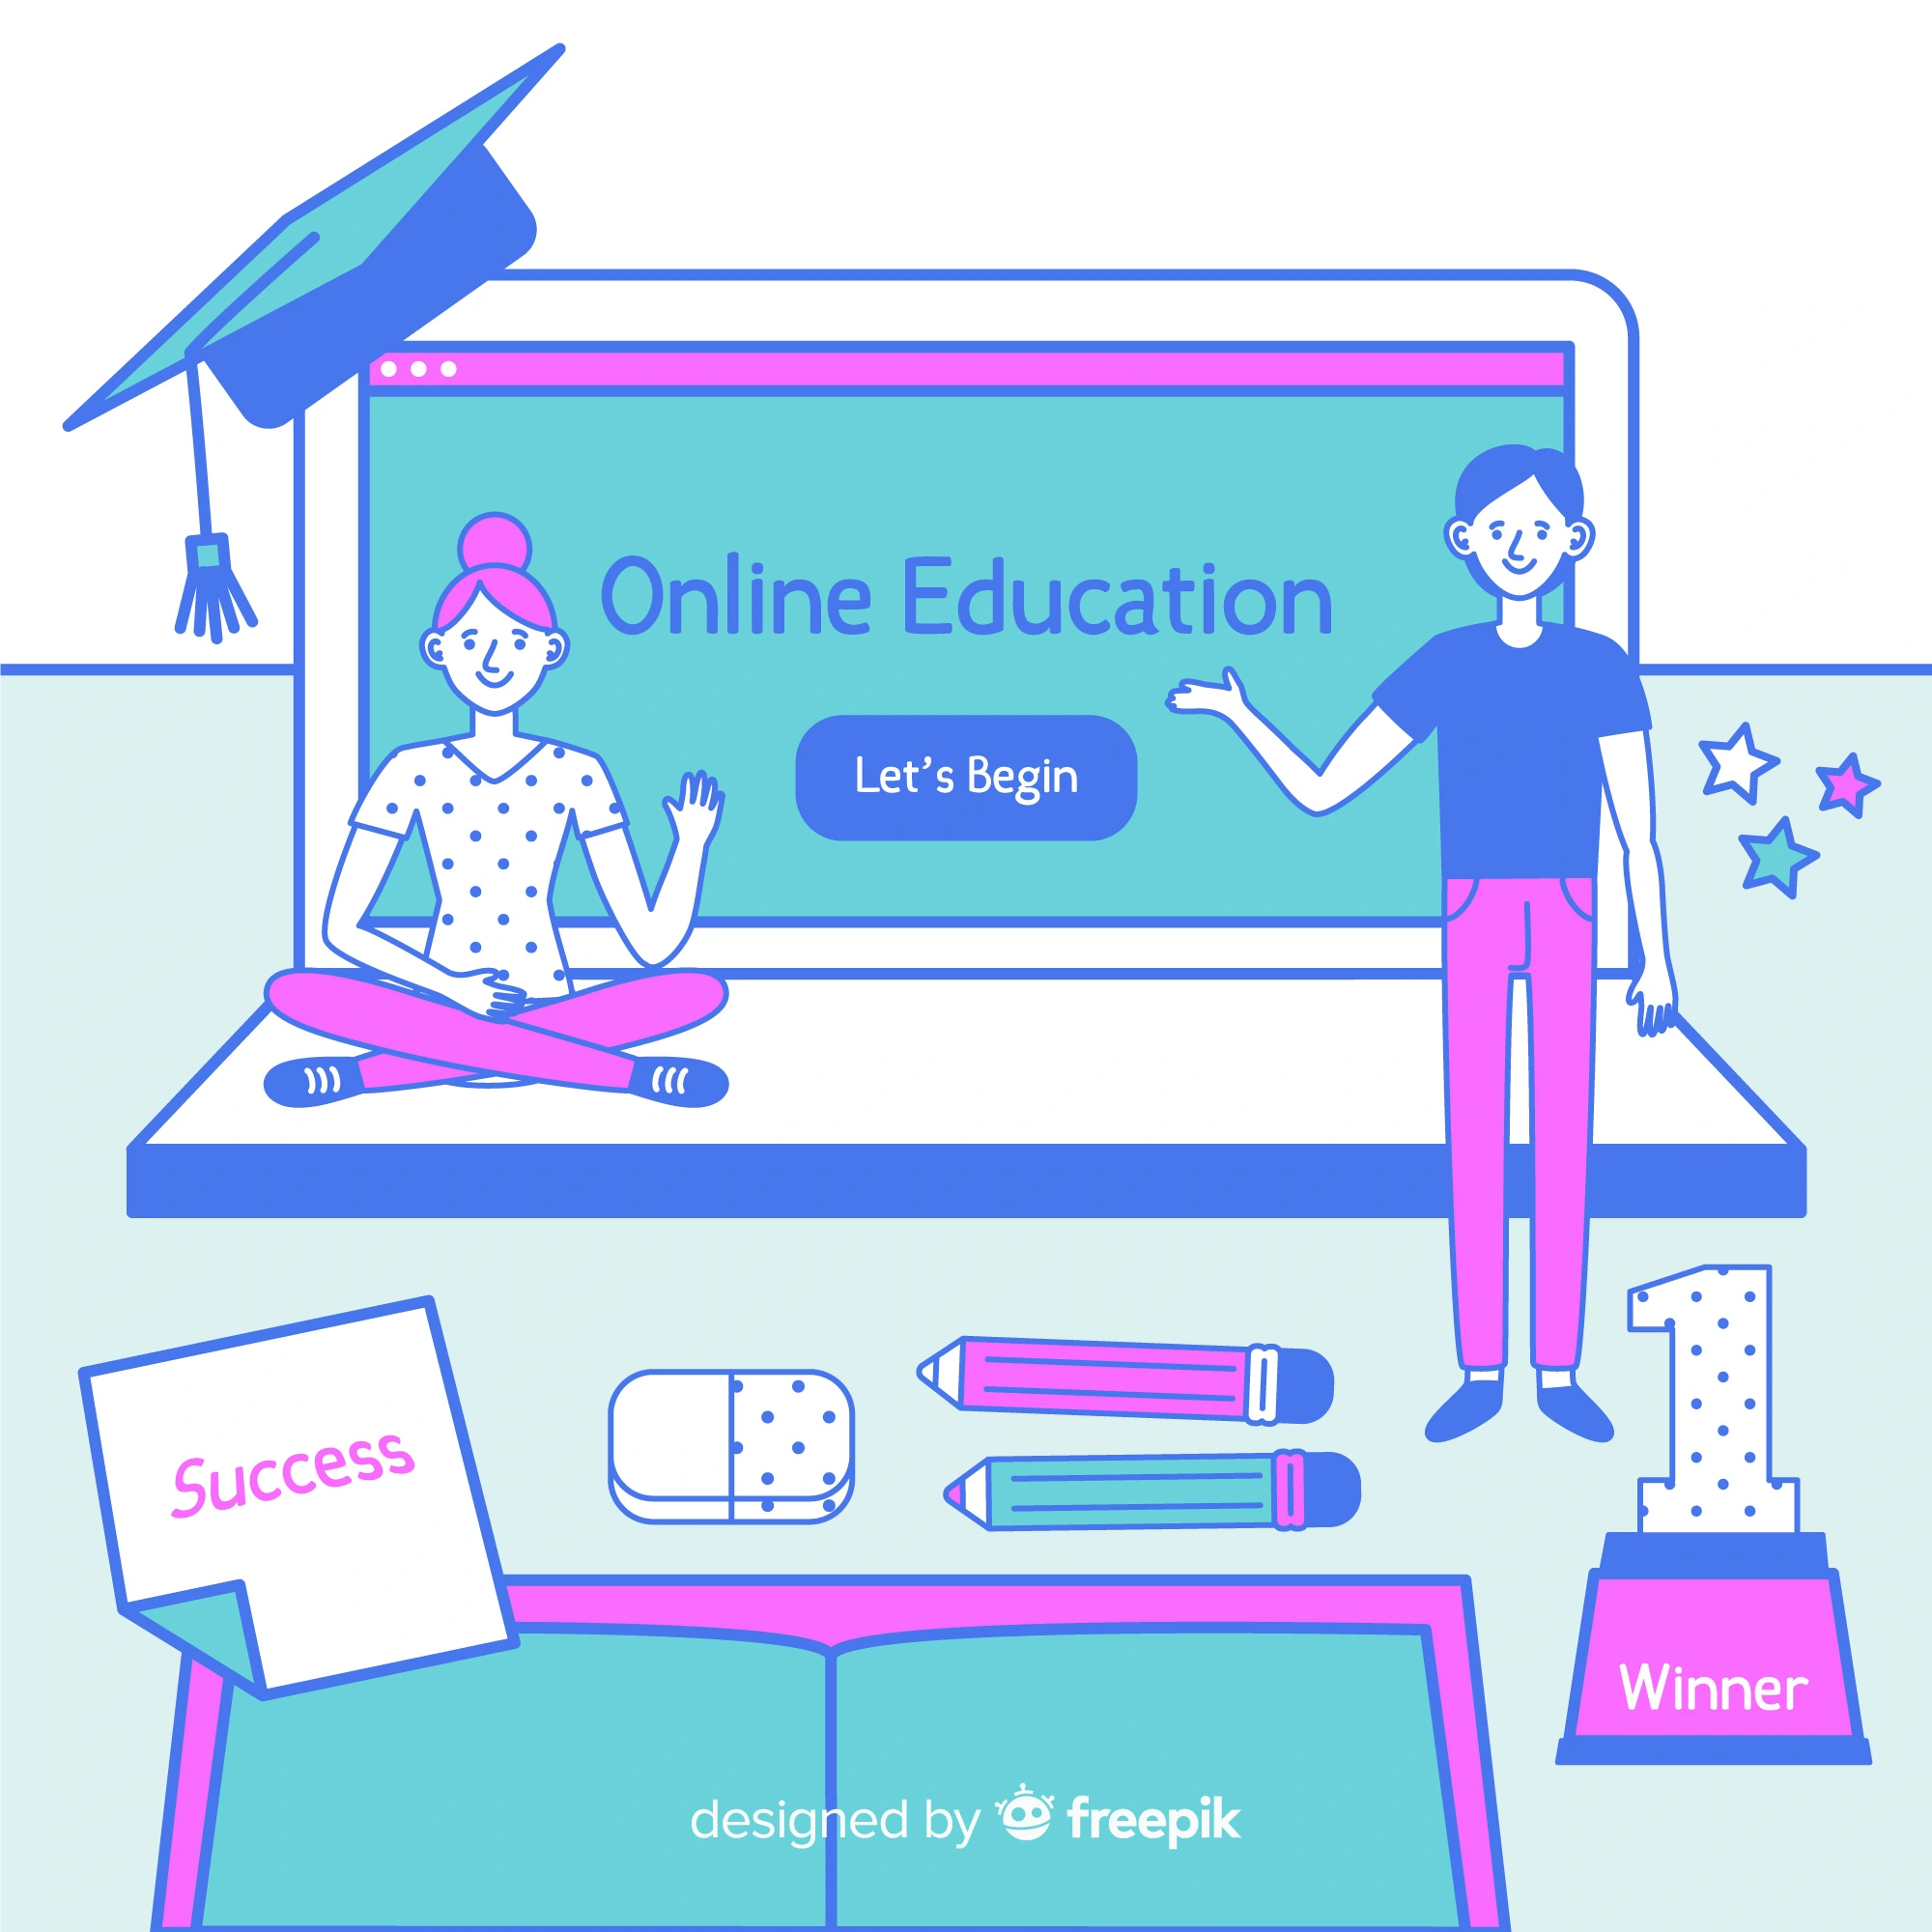 Online Education
Let's Begin
Success
Winner
designed by freepik